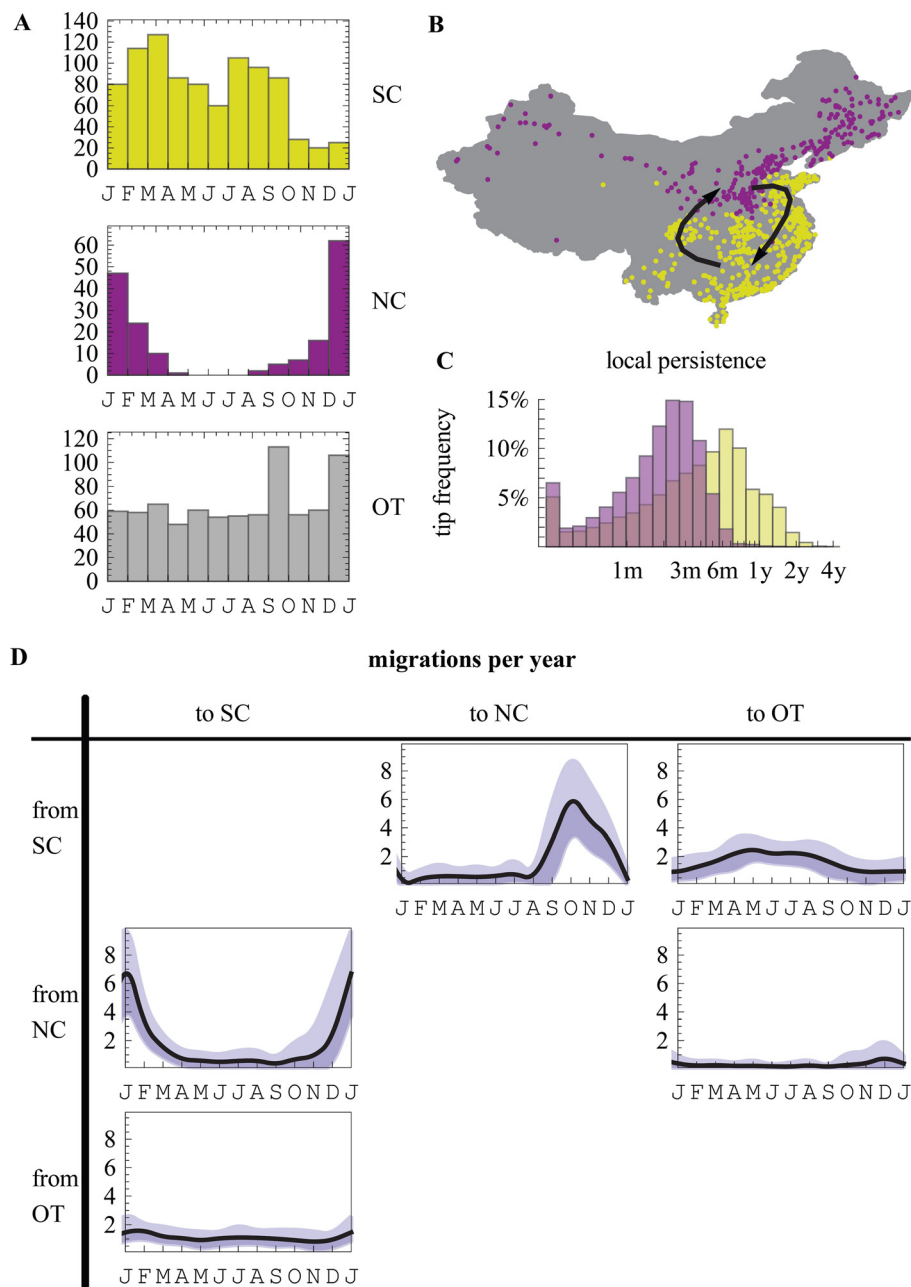 A
140
120
100
80
60
40
20
0
J F M A M J J A S O N D J
SC
60
50
40
30
20
10
0
J F M A M J J A S O N D J
NC
120
100
80
60
40
20
0
J F M A M J J A S O N D J
OT
B
C
local persistence
tip frequency
15%
10%
5%
1m 3m 6m 1y 2y 4y
D
migrations per year
to SC to NC to OT
from
SC
8
6
4
2
J F M A M J J A S O N D J
8
6
4
2
J F M A M J J A S O N D J
from
NC
8
6
4
2
J F M A M J J A S O N D J
8
6
4
2
J F M A M J J A S O N D J
from
OT
8
6
4
2
J F M A M J J A S O N D J